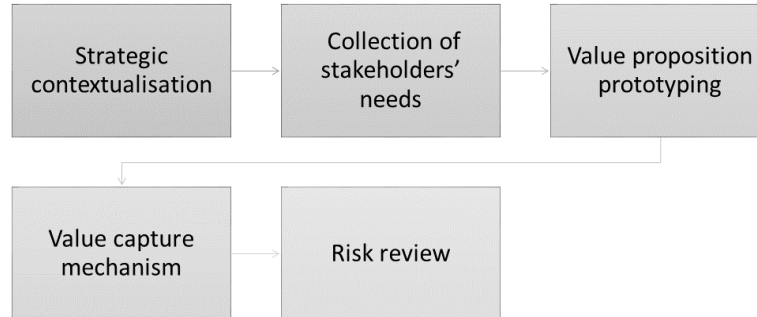 Strategic
contextualisation
Collection of
stakeholders’
needs
Value proposition
prototyping
Value capture
mechanism
Risk review